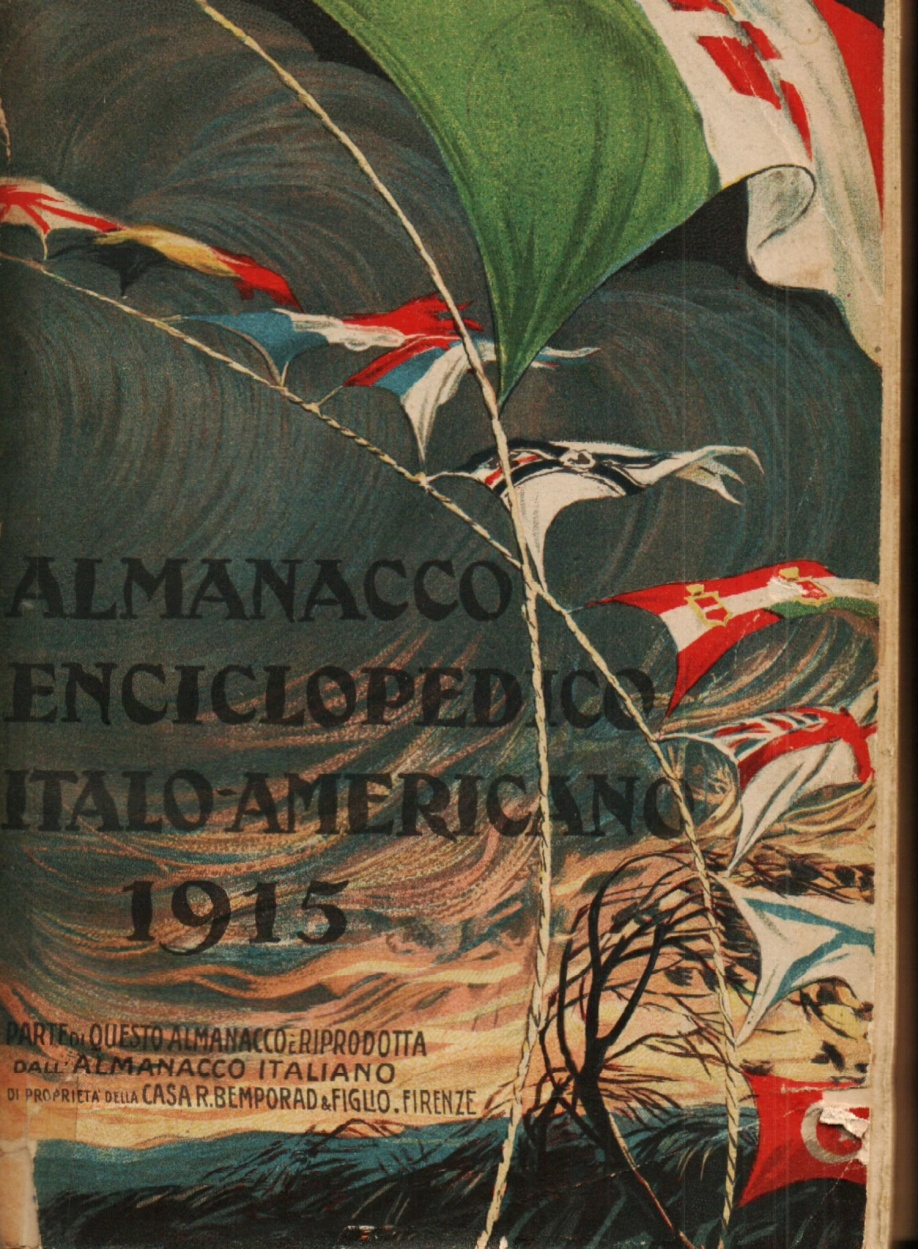 ALMANACCO
ENCICLOPEDICO
ITALO-AMERICANO
1915
PARTE DI QUESTO ALMANACCO È RIPRODOTTA
DALL'ALMANACCO ITALIANO
DI PROPRIETA' DELLA CASA R. BEMPORAD & FIGLIO. FIRENZE